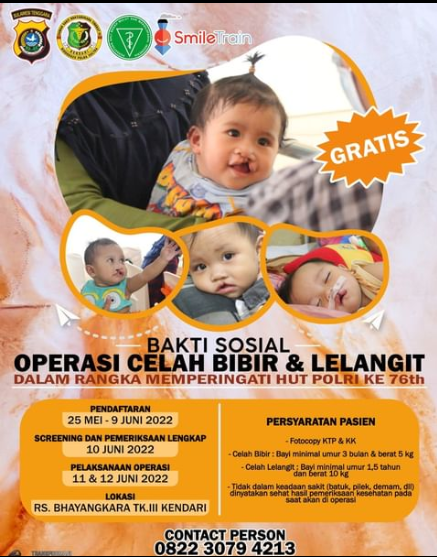 SULAWESI TENGGARA
SmileTrain
GRATIS
BAKTI SOSIAL
OPERASI CELAH BIBIR & LELANGIT
DALAM RANGKA MEMPERINGATI HUT POLRI KE 76th
PENDAFTARAN
25 MEI - 9 JUNI 2022
SCREENING DAN PEMERIKSAAN LENGKAP
10 JUNI 2022
PELAKSANAAN OPERASI
11 & 12 JUNI 2022
LOKASI
RS. BHAYANGKARA TK.III KENDARI
PERSYARATAN PASIEN
- Fotocopy KTP & KK
- Celah Bibir : Bayi minimal umur 3 bulan & berat 5 kg
- Celah Lelangit : Bayi minimal umur 1,5 tahun
dan berat 10 kg
- Tidak dalam keadaan sakit (batuk, pilek, demam, dll)
dinyatakan sehat hasil pemeriksaan kesehatan pada
saat akan di operasi
CONTACT PERSON
0822 3079 4213